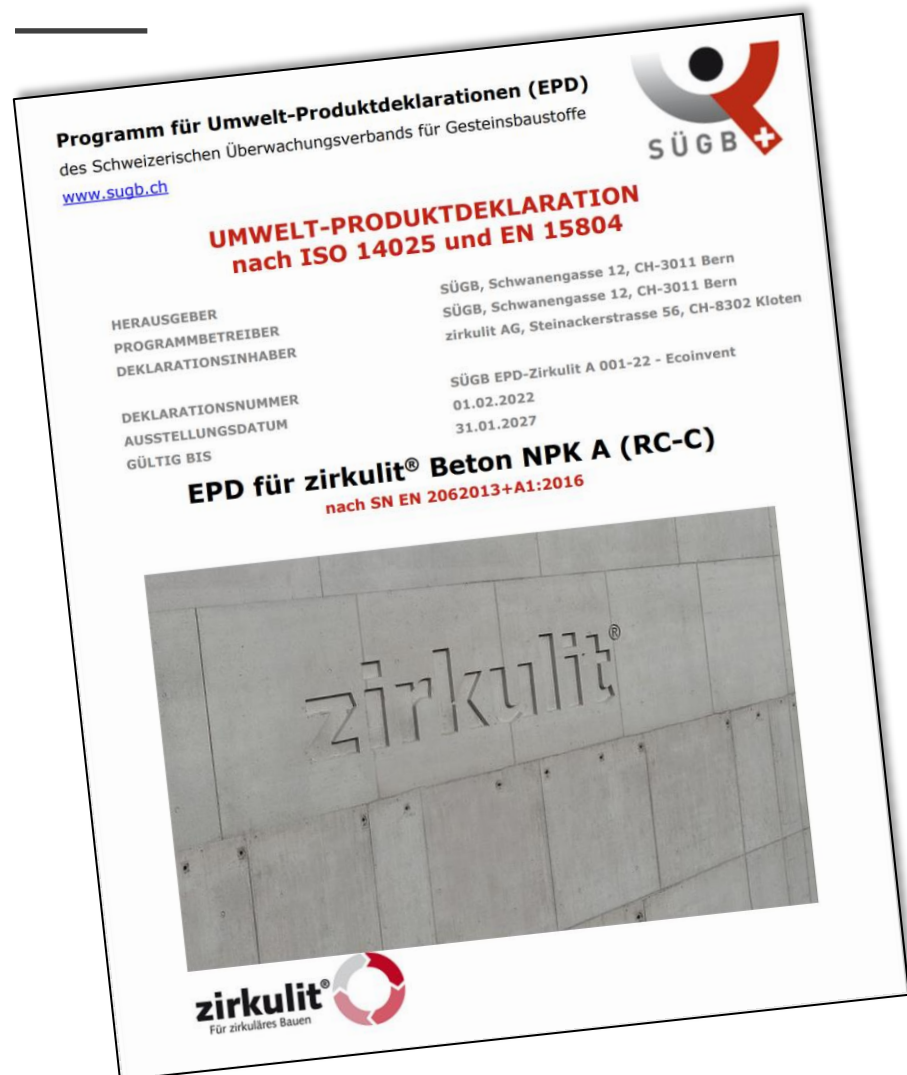 Programm für Umwelt-Produktdeklarationen (EPD)
des Schweizerischen Überwachungsverbands für Gesteinsbaustoffe
www.sugb.ch
SÜGB
UMWELT-PRODUKTDEKLARATION
nach ISO 14025 und EN 15804
HERAUSGEBER SÜGB, Schwanengasse 12, CH-3011 Bern
PROGRAMMBETREIBER SÜGB, Schwanengasse 12, CH-3011 Bern
DEKLARATIONSINHABER zirkulit AG, Steinackerstrasse 56, CH-8302 Kloten
DEKLARATIONSNUMMER SÜGB EPD-Zirkulit A 001-22 - Ecoinvent
AUSSTELLUNGSDATUM 01.02.2022
GÜLTIG BIS 31.01.2027
EPD für zirkulit® Beton NPK A (RC-C)
nach SN EN 2062013+A1:2016
zirkulit®
zirkulit®
Für zirkuläres Bauen